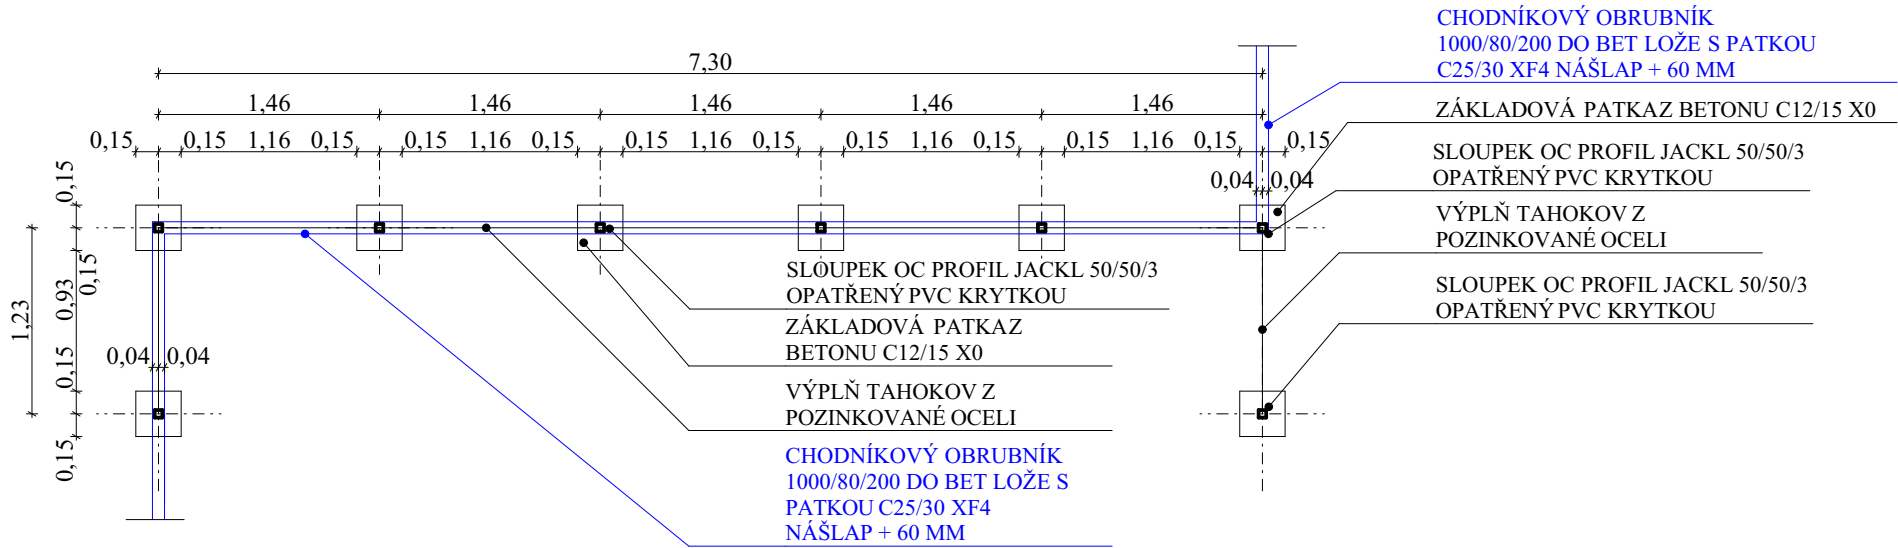 7,30
1,46 1,46 1,46 1,46 1,46
0,15 0,15 1,16 0,15 0,15 1,16 0,15 0,15 1,16 0,15 0,15 1,16 0,15 0,15 1,16 0,15 0,15
0,04 0,04
0,15
0,15
0,93
1,23
0,15
0,15
0,04 0,04
CHODNÍKOVÝ OBRUBNÍK
1000/80/200 DO BET LOŽE S PATKOU
C25/30 XF4 NÁŠLAP + 60 MM
ZÁKLADOVÁ PATKAZ BETONU C12/15 X0
SLOUPEK OC PROFIL JACKL 50/50/3
OPATŘENÝ PVC KRYTKOU
VÝPLŇ TAHOKOV Z
POZINKOVANÉ OCELI
SLOUPEK OC PROFIL JACKL 50/50/3
OPATŘENÝ PVC KRYTKOU
SLOUPEK OC PROFIL JACKL 50/50/3
OPATŘENÝ PVC KRYTKOU
ZÁKLADOVÁ PATKAZ
BETONU C12/15 X0
VÝPLŇ TAHOKOV Z
POZINKOVANÉ OCELI
CHODNÍKOVÝ OBRUBNÍK
1000/80/200 DO BET LOŽE S
PATKOU C25/30 XF4
NÁŠLAP + 60 MM